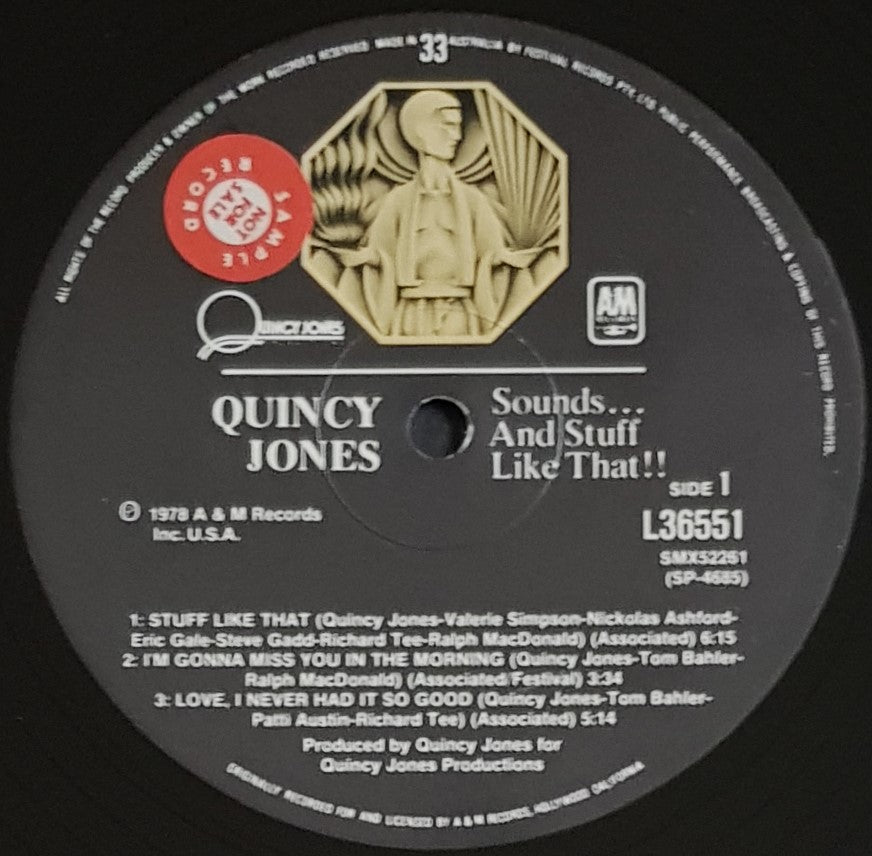 33
ALL RIGHTS OF THE RECORD PRODUCER & OWNER OF THE WORK RECORDED RESERVED. MADE IN AUSTRALIA BY FESTIVAL RECORDS PTY. LTD. PUBLIC PERFORMANCE BROADCASTING & COPYING OF THIS RECORD PROHIBITED.
SAMPLE RECORD
NOT
FOR
SALE
QUINCY JONES
A&M
RECORDS
QUINCY
JONES
Sounds...
And Stuff
Like That!!
SIDE 1
L36551
SMX52261
(SP-4685)
Ⓟ 1978 A & M Records
Inc. U.S.A.
1: STUFF LIKE THAT (Quincy Jones-Valerie Simpson-Nickolas Ashford-
Eric Gale-Steve Gadd-Richard Tee-Ralph MacDonald) (Associated) 6:15
2: I'M GONNA MISS YOU IN THE MORNING (Quincy Jones-Tom Bahler-
Ralph MacDonald) (Associated/Festival) 3:34
3: LOVE, I NEVER HAD IT SO GOOD (Quincy Jones-Tom Bahler-
Patti Austin-Richard Tee) (Associated) 5:14
Produced by Quincy Jones for
Quincy Jones Productions
ORIGINALLY RECORDED FOR AND LICENSED BY A & M RECORDS, HOLLYWOOD CALIFORNIA